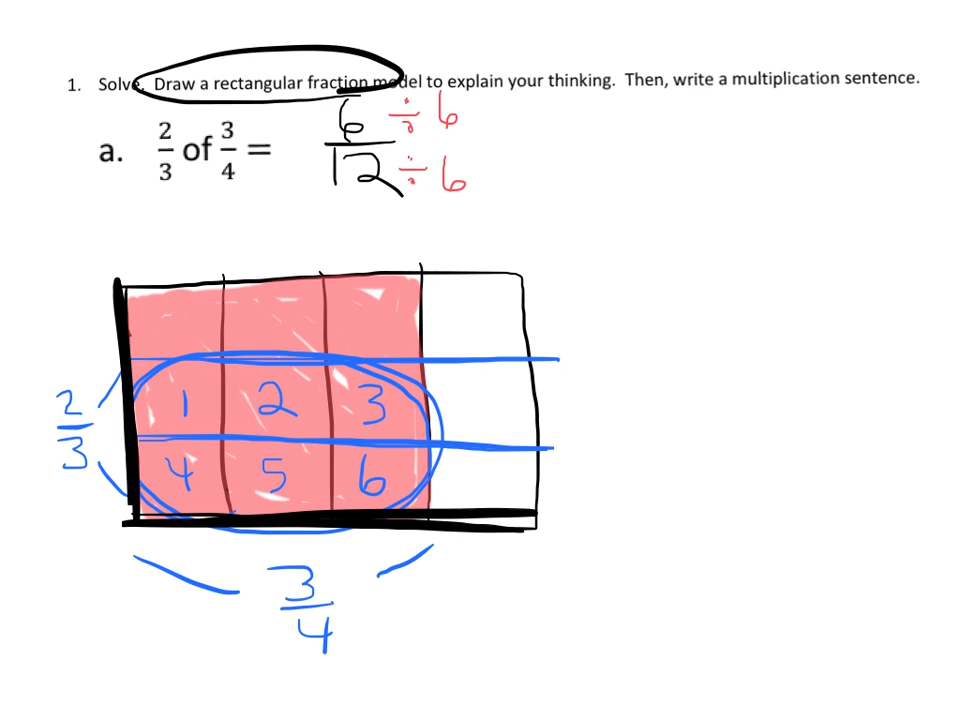 1. Solve. Draw a rectangular fraction model to explain your thinking. Then, write a multiplication sentence.
a. 2/3 of 3/4 = 6/12 ÷ 6 ÷ 6
1 2 3
2/3
4 5 6
3/4